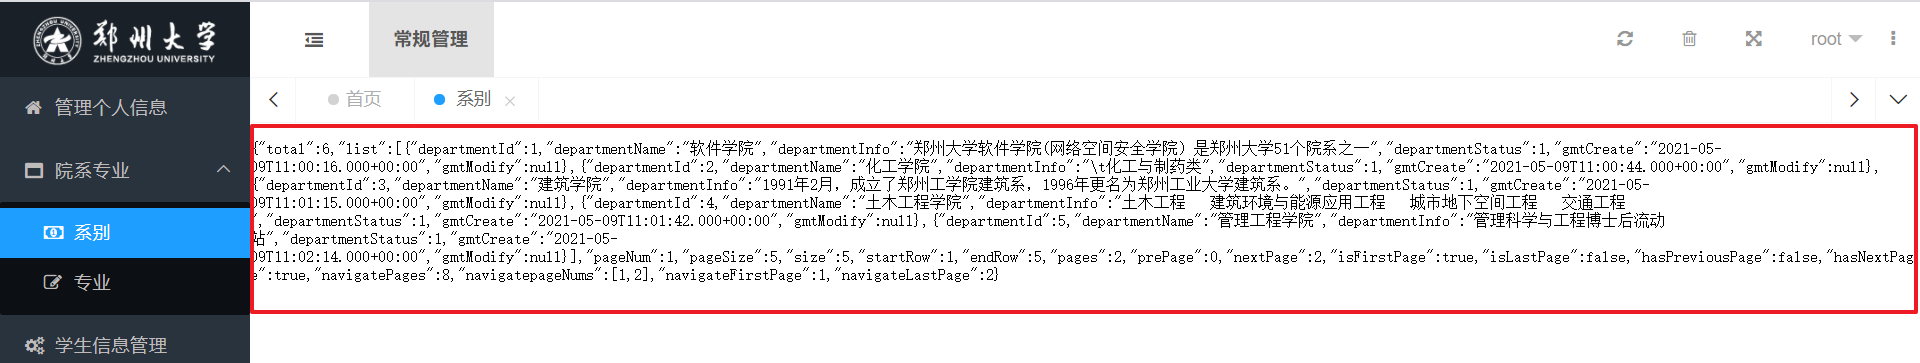 郑州大学
ZHENGZHOU UNIVERSITY
常规管理
root
管理个人信息
首页
系别
院系专业
系别
专业
学生信息管理
{"total":6,"list":[{"departmentId":1,"departmentName":"软件学院","departmentInfo":"郑州大学软件学院(网络空间安全学院) 是郑州大学51个院系之一","departmentStatus":1,"gmtCreate":"2021-05-
09T11:00:16.000+00:00","gmtModify":null},{"departmentId":2,"departmentName":"化工学院","departmentInfo":"\t化工与制药类","departmentStatus":1,"gmtCreate":"2021-05-09T11:00:44.000+00:00","gmtModify":null},
{"departmentId":3,"departmentName":"建筑学院","departmentInfo":"1991年2月，成立了郑州工学院建筑系，1996年更名为郑州工业大学建筑系。","departmentStatus":1,"gmtCreate":"2021-05-
09T11:01:15.000+00:00","gmtModify":null},{"departmentId":4,"departmentName":"土木工程学院","departmentInfo":"土木工程 建筑环境与能源应用工程 城市地下空间工程 交通工程
","departmentStatus":1,"gmtCreate":"2021-05-09T11:01:42.000+00:00","gmtModify":null},{"departmentId":5,"departmentName":"管理工程学院","departmentInfo":"管理科学与工程博士后流动
站","departmentStatus":1,"gmtCreate":"2021-05-
09T11:02:14.000+00:00","gmtModify":null}],"pageNum":1,"pageSize":5,"size":5,"startRow":1,"endRow":5,"pages":2,"prePage":0,"nextPage":2,"isFirstPage":true,"isLastPage":false,"hasPreviousPage":false,"hasNextPag
e":true,"navigatePages":8,"navigatepageNums":[1,2],"navigateFirstPage":1,"navigateLastPage":2}